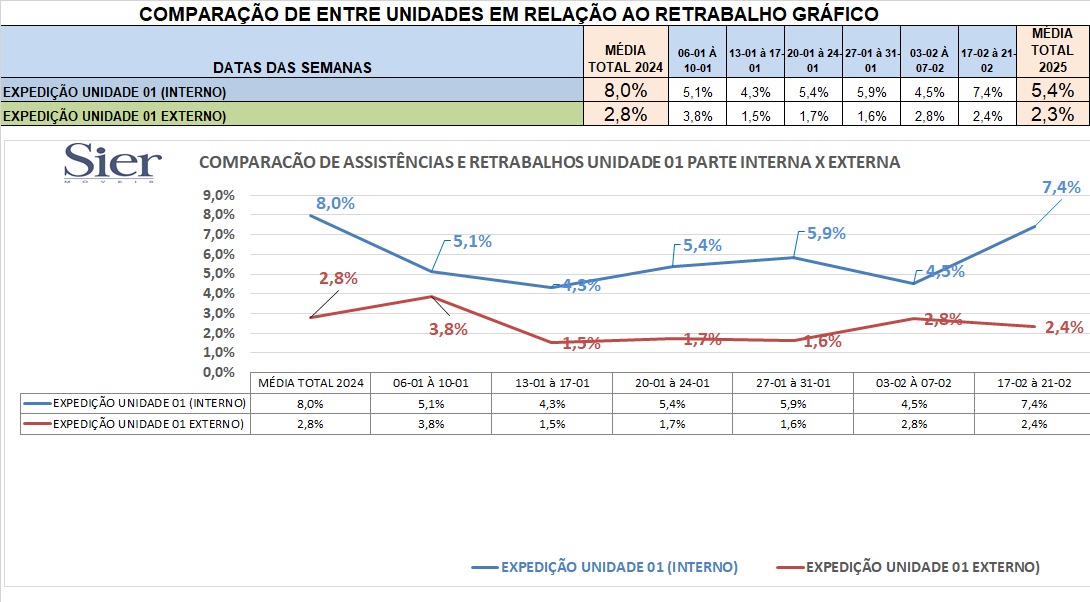 COMPARAÇÃO DE ENTRE UNIDADES EM RELAÇÃO AO RETRABALHO GRÁFICO
DATAS DAS SEMANAS
MÉDIA
TOTAL 2024
06-01 À
10-01
13-01 à 17-
01
20-01 à 24-
01
27-01 à 31-
01
03-02 À
07-02
17-02 à 21-
02
MÉDIA
TOTAL
2025
EXPEDIÇÃO UNIDADE 01 (INTERNO) 8,0% 5,1% 4,3% 5,4% 5,9% 4,5% 7,4% 5,4%
EXPEDIÇÃO UNIDADE 01 EXTERNO) 2,8% 3,8% 1,5% 1,7% 1,6% 2,8% 2,4% 2,3%
Sier
MÓVEIS
COMPARACÃO DE ASSISTÊNCIAS E RETRABALHOS UNIDADE 01 PARTE INTERNA X EXTERNA
9,0%
8,0%
7,0%
6,0%
5,0%
4,0%
3,0%
2,0%
1,0%
0,0%
8,0%
5,1%
4,3%
5,4%
5,9%
4,5%
7,4%
2,8%
3,8%
1,5%
1,7%
1,6%
2,8%
2,4%
MÉDIA TOTAL 2024 06-01 À 10-01 13-01 à 17-01 20-01 à 24-01 27-01 à 31-01 03-02 À 07-02 17-02 à 21-02
EXPEDIÇÃO UNIDADE 01 (INTERNO) 8,0% 5,1% 4,3% 5,4% 5,9% 4,5% 7,4%
EXPEDIÇÃO UNIDADE 01 EXTERNO) 2,8% 3,8% 1,5% 1,7% 1,6% 2,8% 2,4%
EXPEDIÇÃO UNIDADE 01 (INTERNO) EXPEDIÇÃO UNIDADE 01 EXTERNO)